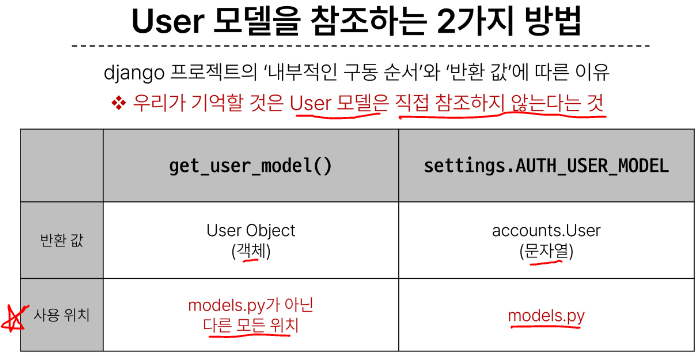 User 모델을 참조하는 2가지 방법
django 프로젝트의 ‘내부적인 구동 순서’와 ‘반환 값’에 따른 이유
❖ 우리가 기억할 것은 User 모델은 직접 참조하지 않는다는 것
get_user_model()
settings.AUTH_USER_MODEL
반환 값
User Object
(객체)
accounts.User
(문자열)
사용 위치
models.py가 아닌
다른 모든 위치
models.py